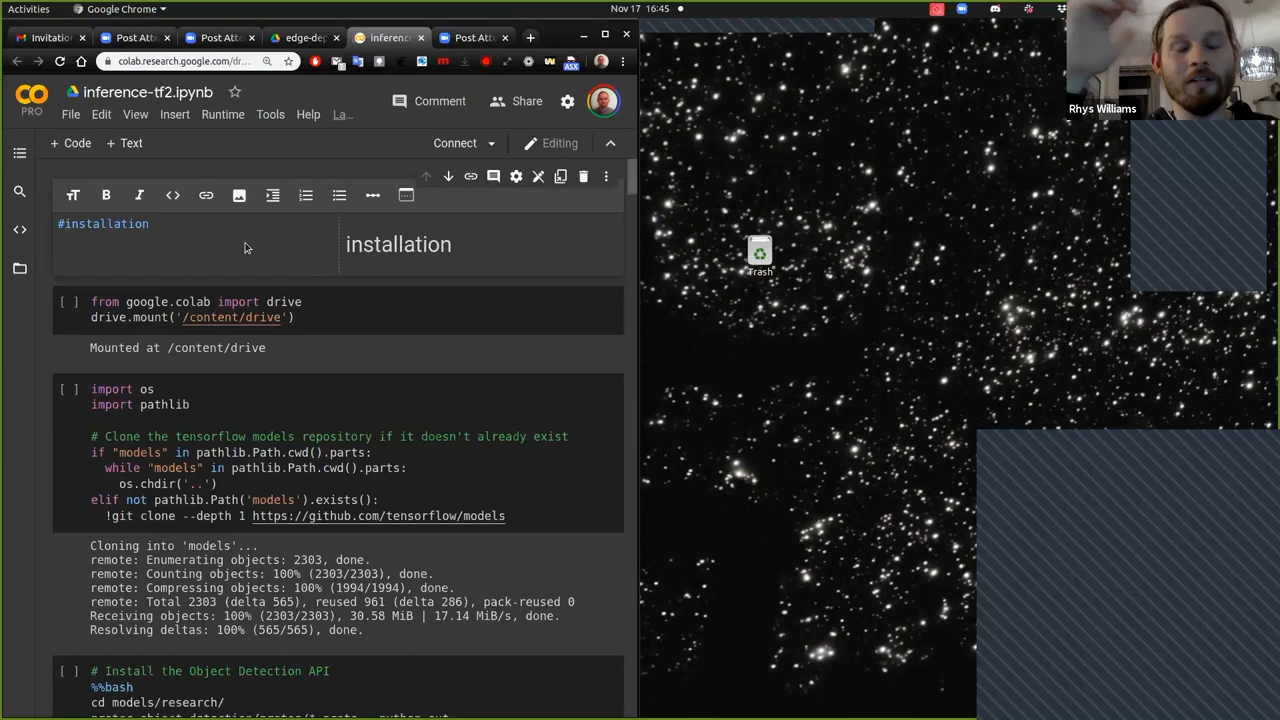 Activities
Google Chrome
Nov 17 16:45
Invitatio
Post Atte
Post Atte
edge-dep
inferenc
Post Atte
colab.research.google.com/dr...
ASX
CO
PRO
inference-tf2.ipynb
Comment
Share
File Edit View Insert Runtime Tools Help La...
+ Code + Text
Connect
Editing
#installation
installation
[ ] from google.colab import drive
drive.mount('/content/drive')
Mounted at /content/drive
[ ] import os
import pathlib
# Clone the tensorflow models repository if it doesn't already exist
if "models" in pathlib.Path.cwd().parts:
while "models" in pathlib.Path.cwd().parts:
os.chdir('..')
elif not pathlib.Path('models').exists():
!git clone --depth 1 https://github.com/tensorflow/models
Cloning into 'models'...
remote: Enumerating objects: 2303, done.
remote: Counting objects: 100% (2303/2303), done.
remote: Compressing objects: 100% (1994/1994), done.
remote: Total 2303 (delta 565), reused 961 (delta 286), pack-reused 0
Receiving objects: 100% (2303/2303), 30.58 MiB | 17.14 MiB/s, done.
Resolving deltas: 100% (565/565), done.
[ ] # Install the Object Detection API
%%bash
cd models/research/
Trash
Rhys Williams